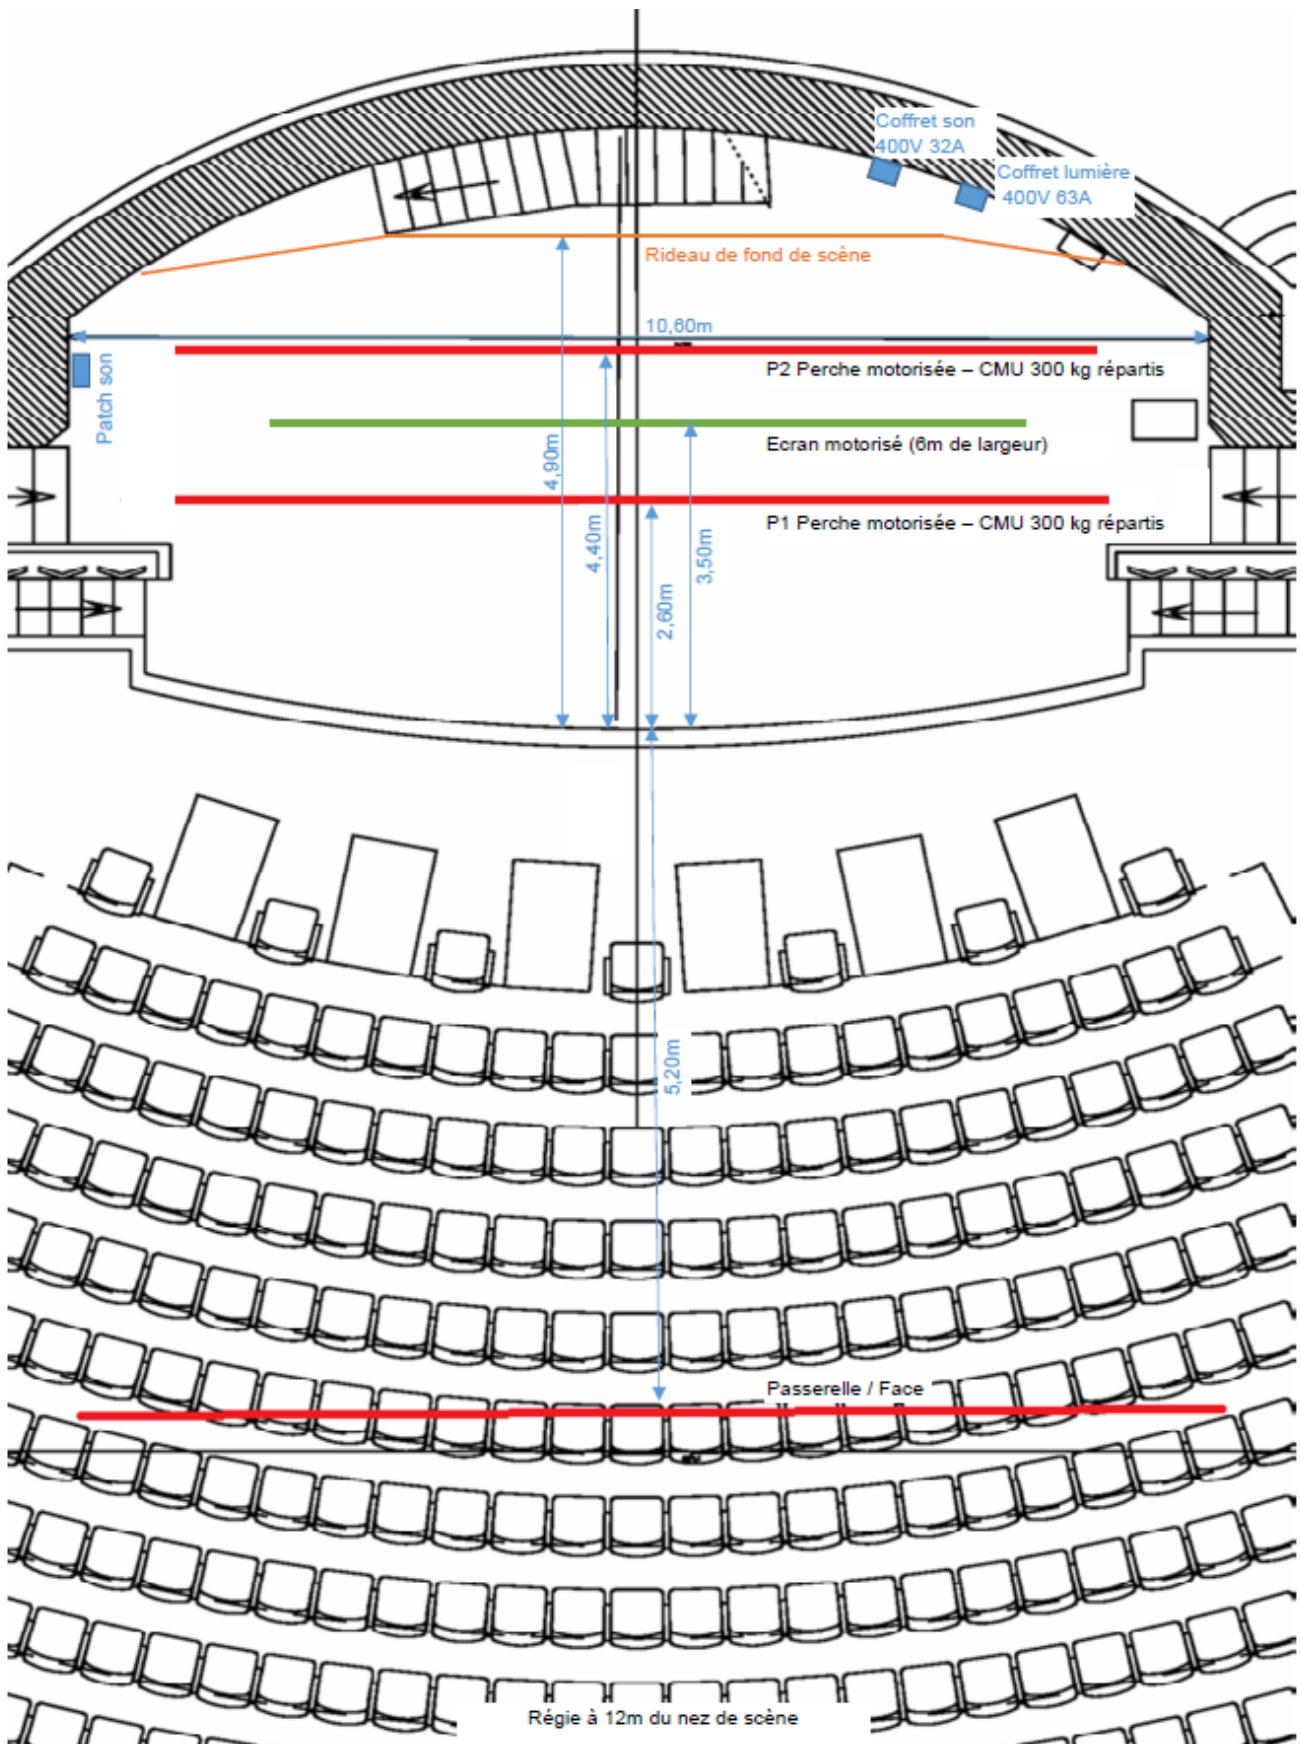 Coffret son
400V 32A
Coffret lumière
400V 63A
Rideau de fond de scène
10,60m
P2 Perche motorisée – CMU 300 kg répartis
Patch son
Ecran motorisé (6m de largeur)
4,90m
P1 Perche motorisée – CMU 300 kg répartis
4,40m
3,50m
2,60m
5,20m
Passerelle / Face
Régie à 12m du nez de scène